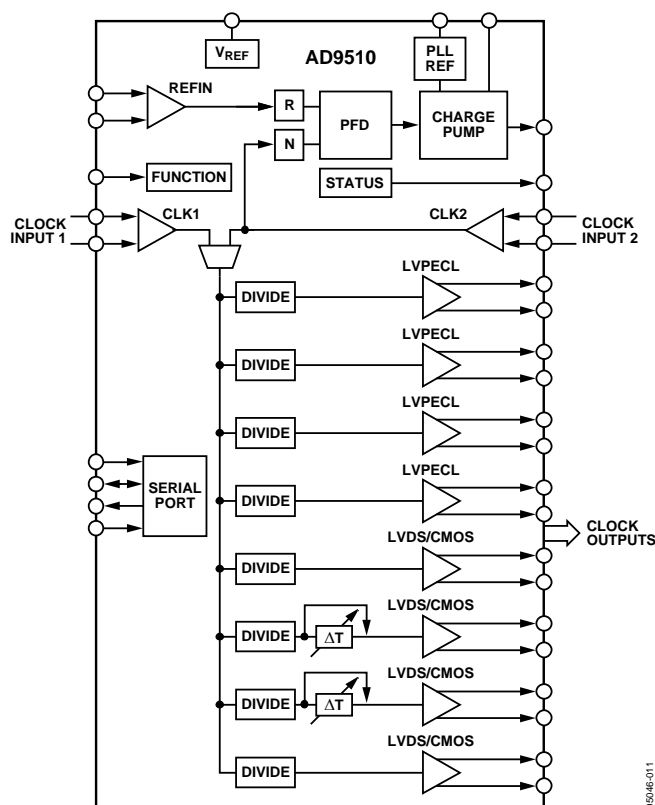 VREF
AD9510
PLL
REF
REFIN
R
PFD
CHARGE
PUMP
N
FUNCTION
STATUS
CLOCK
INPUT 1
CLK1
CLK2
CLOCK
INPUT 2
LVPECL
DIVIDE
LVPECL
DIVIDE
LVPECL
DIVIDE
LVPECL
DIVIDE
SERIAL
PORT
CLOCK
OUTPUTS
LVDS/CMOS
DIVIDE
LVDS/CMOS
DIVIDE
ΔT
LVDS/CMOS
DIVIDE
ΔT
LVDS/CMOS
DIVIDE
05046-011